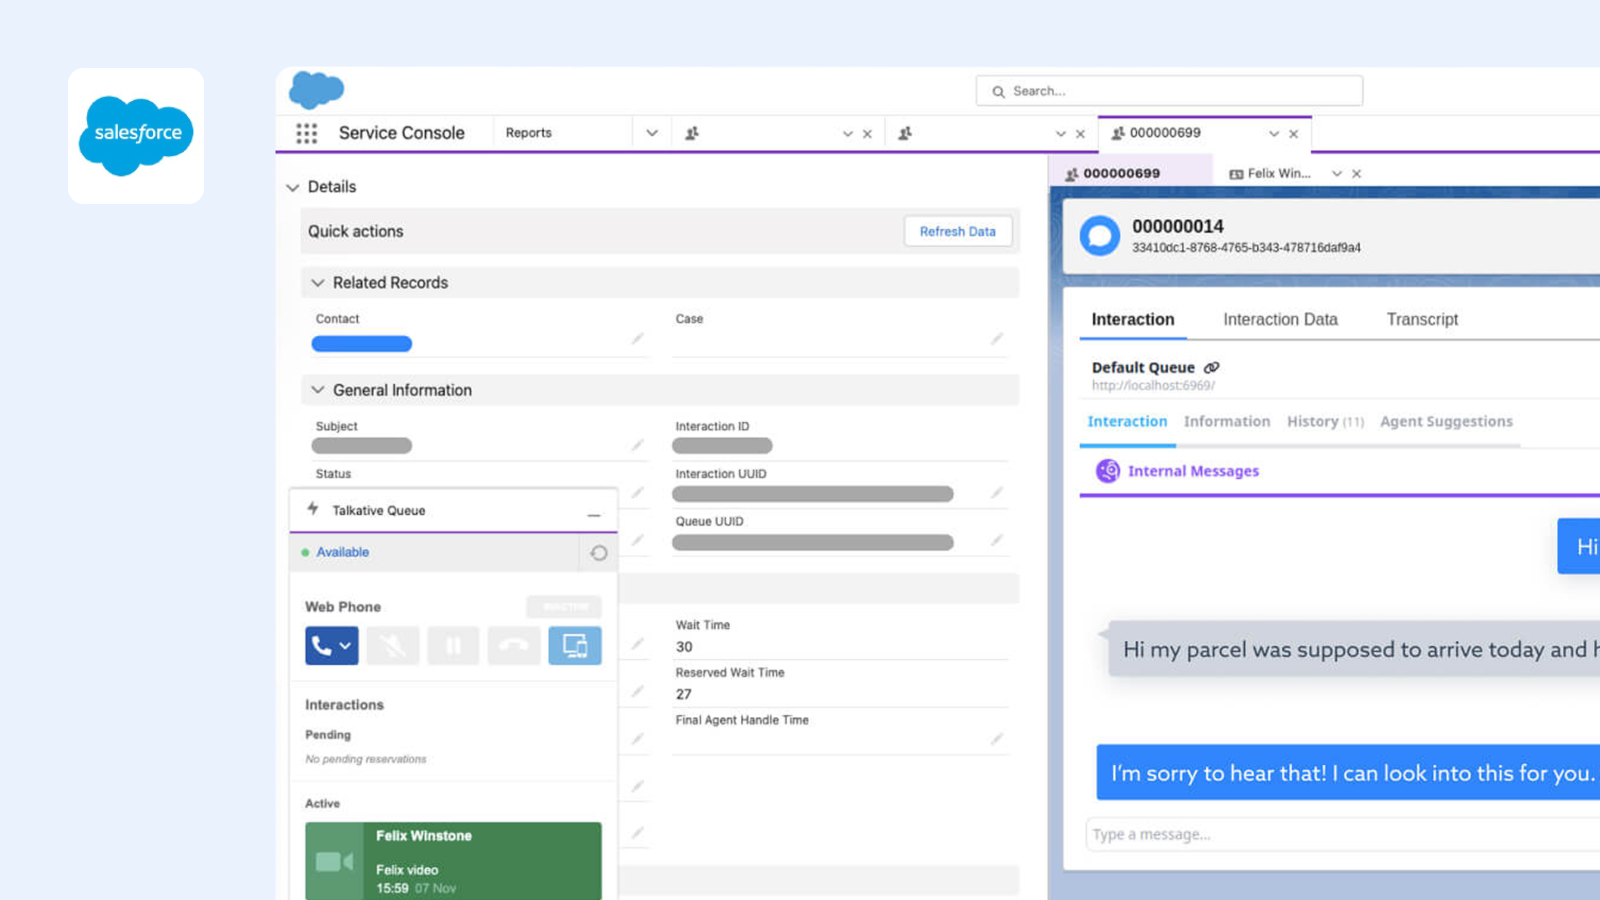 salesforce
Search...
Service Console
Reports
000000699
000000699
Felix Win...
Details
Quick actions
Refresh Data
Related Records
Contact
Case
General Information
Subject
Interaction ID
Status
Interaction UUID
Queue UUID
Talkative Queue
Available
Web Phone
Wait Time
30
Reserved Wait Time
27
Final Agent Handle Time
Interactions
Pending
No pending reservations
Active
Felix Winstone
Felix video
15:59 07 Nov
000000014
33410dc1-8768-4765-b343-478716daf9a4
Interaction
Interaction Data
Transcript
Default Queue
http://localhost:6969/
Interaction
Information
History (11)
Agent Suggestions
Internal Messages
Hi
Hi my parcel was supposed to arrive today and h
I'm sorry to hear that! I can look into this for you.
Type a message...